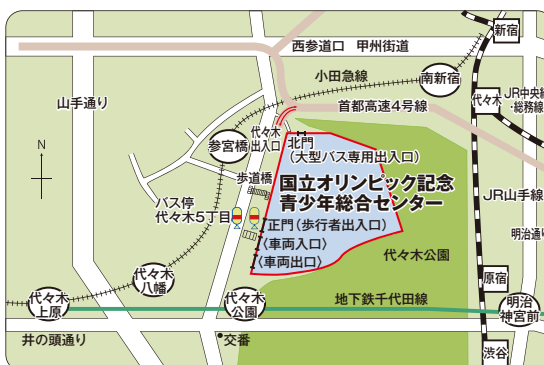 新宿
西参道口 甲州街道
小田急線
南新宿
山手通り
首都高速4号線
代々木
JR中央線
・総務線
代々木
出入口
北門
(大型バス専用出入口)
参宮橋
N
歩道橋
国立オリンピック記念
青少年総合センター
JR山手線
バス停
代々木5丁目
正門(歩行者出入口)
〈車両入口〉
〈車両出口〉
明治通り
代々木公園
代々木
八幡
原宿
代々木
上原
代々木
公園
地下鉄千代田線
明治
神宮前
井の頭通り
交番
渋谷